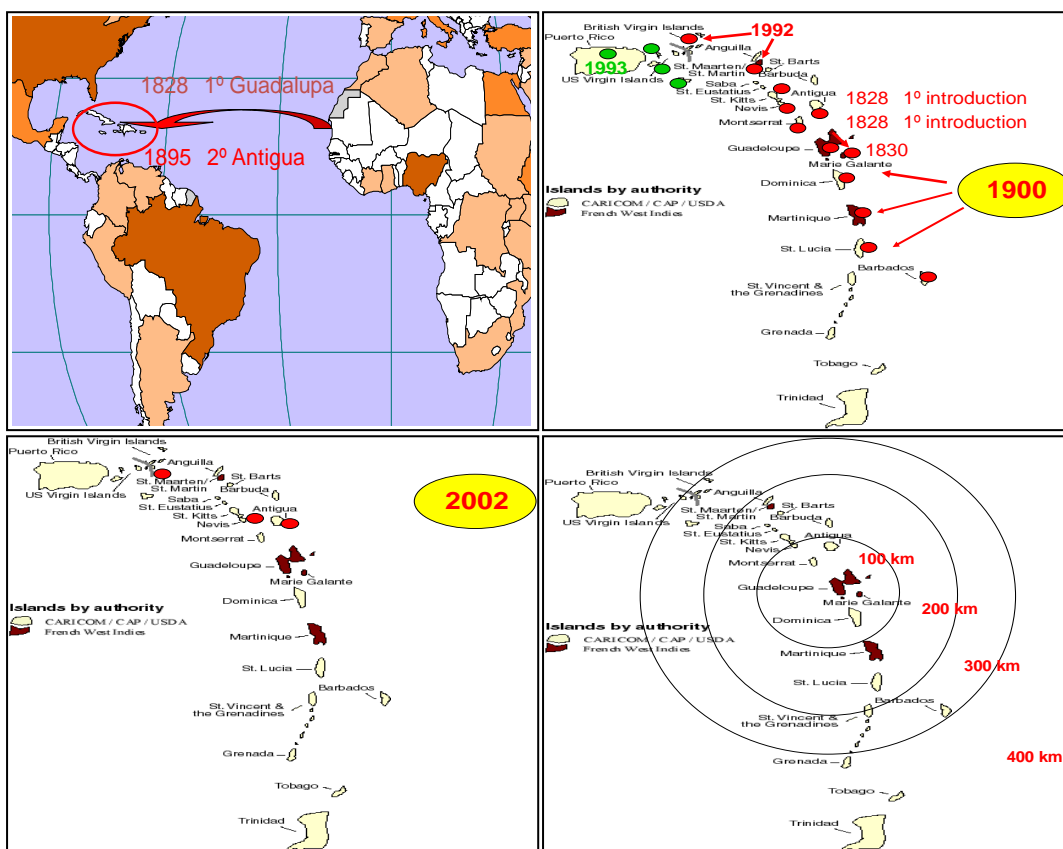 1828   1º Guadalupa
1895   2º Antigua
British Virgin Islands
Puerto Rico
1992
Anguilla
1993
St. Barts
St. Maarten/
St. Martin
Barbuda
US Virgin Islands
Saba
St. Eustatius
Antigua
St. Kitts
Nevis
1828   1º introduction
Montserrat
1828   1º introduction
Guadeloupe
1830
Marie Galante
Dominica
1900
Islands by authority
CARICOM / CAP / USDA
French West Indies
Martinique
St. Lucia
Barbados
St. Vincent &
the Grenadines
Grenada
Tobago
Trinidad
British Virgin Islands
Puerto Rico
Anguilla
St. Barts
St. Maarten/
St. Martin
US Virgin Islands
Barbuda
2002
Saba
St. Eustatius
Antigua
St. Kitts
Nevis
Montserrat
Guadeloupe
Marie Galante
Dominica
Islands by authority
CARICOM / CAP / USDA
French West Indies
Martinique
St. Lucia
Barbados
St. Vincent &
the Grenadines
Grenada
Tobago
Trinidad
Puerto Rico
British Virgin Islands
Anguilla
St. Barts
St. Maarten/
St. Martin
US Virgin Islands
Barbuda
Saba
St. Eustatius
Antigua
St. Kitts
Nevis
100 km
Montserrat
Guadeloupe
Marie Galante
200 km
Dominica
Islands by authority
CARICOM / CAP / USDA
French West Indies
Martinique
300 km
St. Lucia
Barbados
St. Vincent &
the Grenadines
Grenada
400 km
Tobago
Trinidad